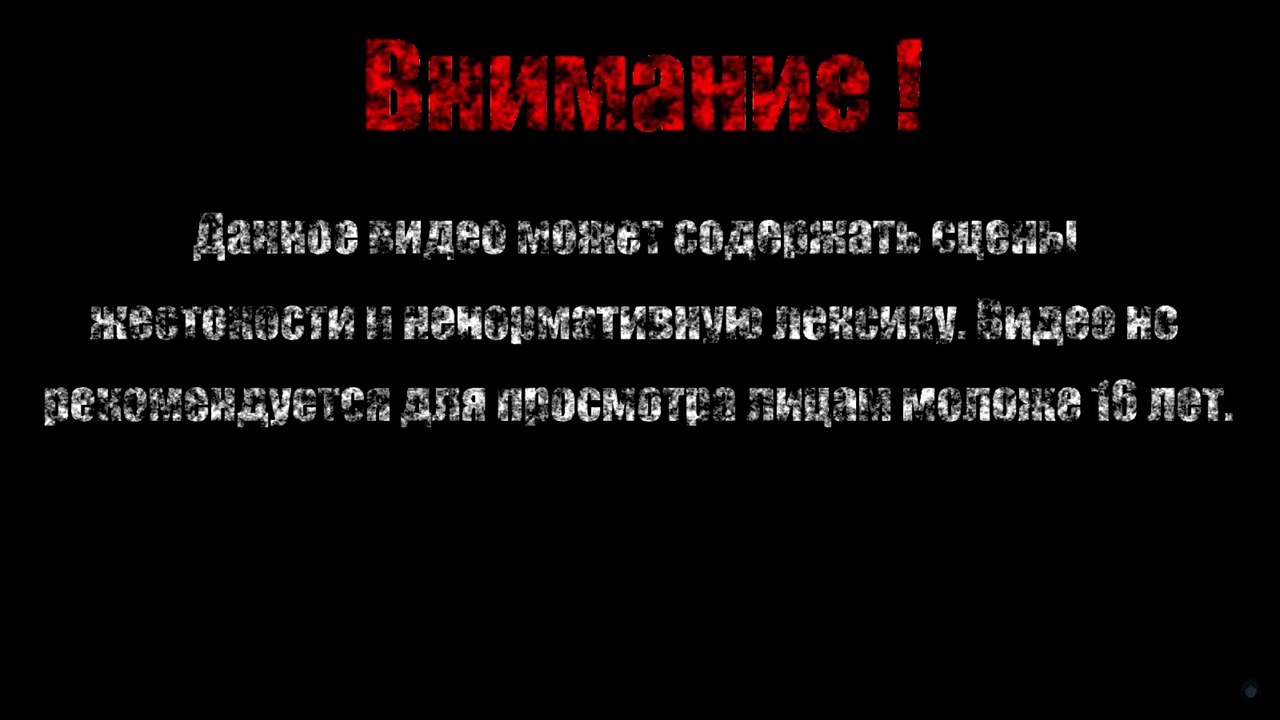 Внимание !
Данное видео может содержать сцены
жестокости и ненормативную лексику. Видео не
рекомендуется для просмотра лицам моложе 16 лет.